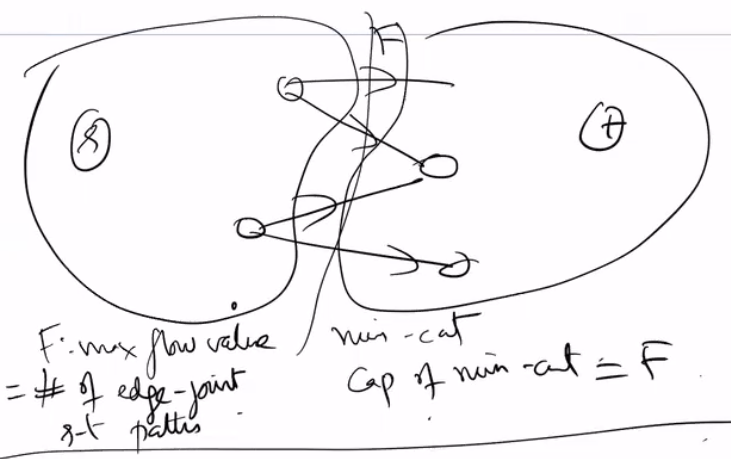 F
s
t
F: max flow value
= # of edge-joint
s-t paths
min-cut
Cap of min-cut = F